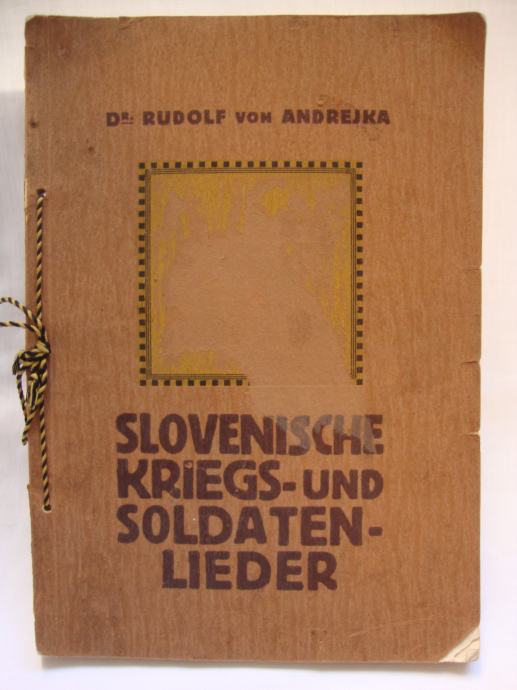 DR. RUDOLF VON ANDREJKA
SLOVENISCHE
KRIEGS-UND
SOLDATEN-
LIEDER